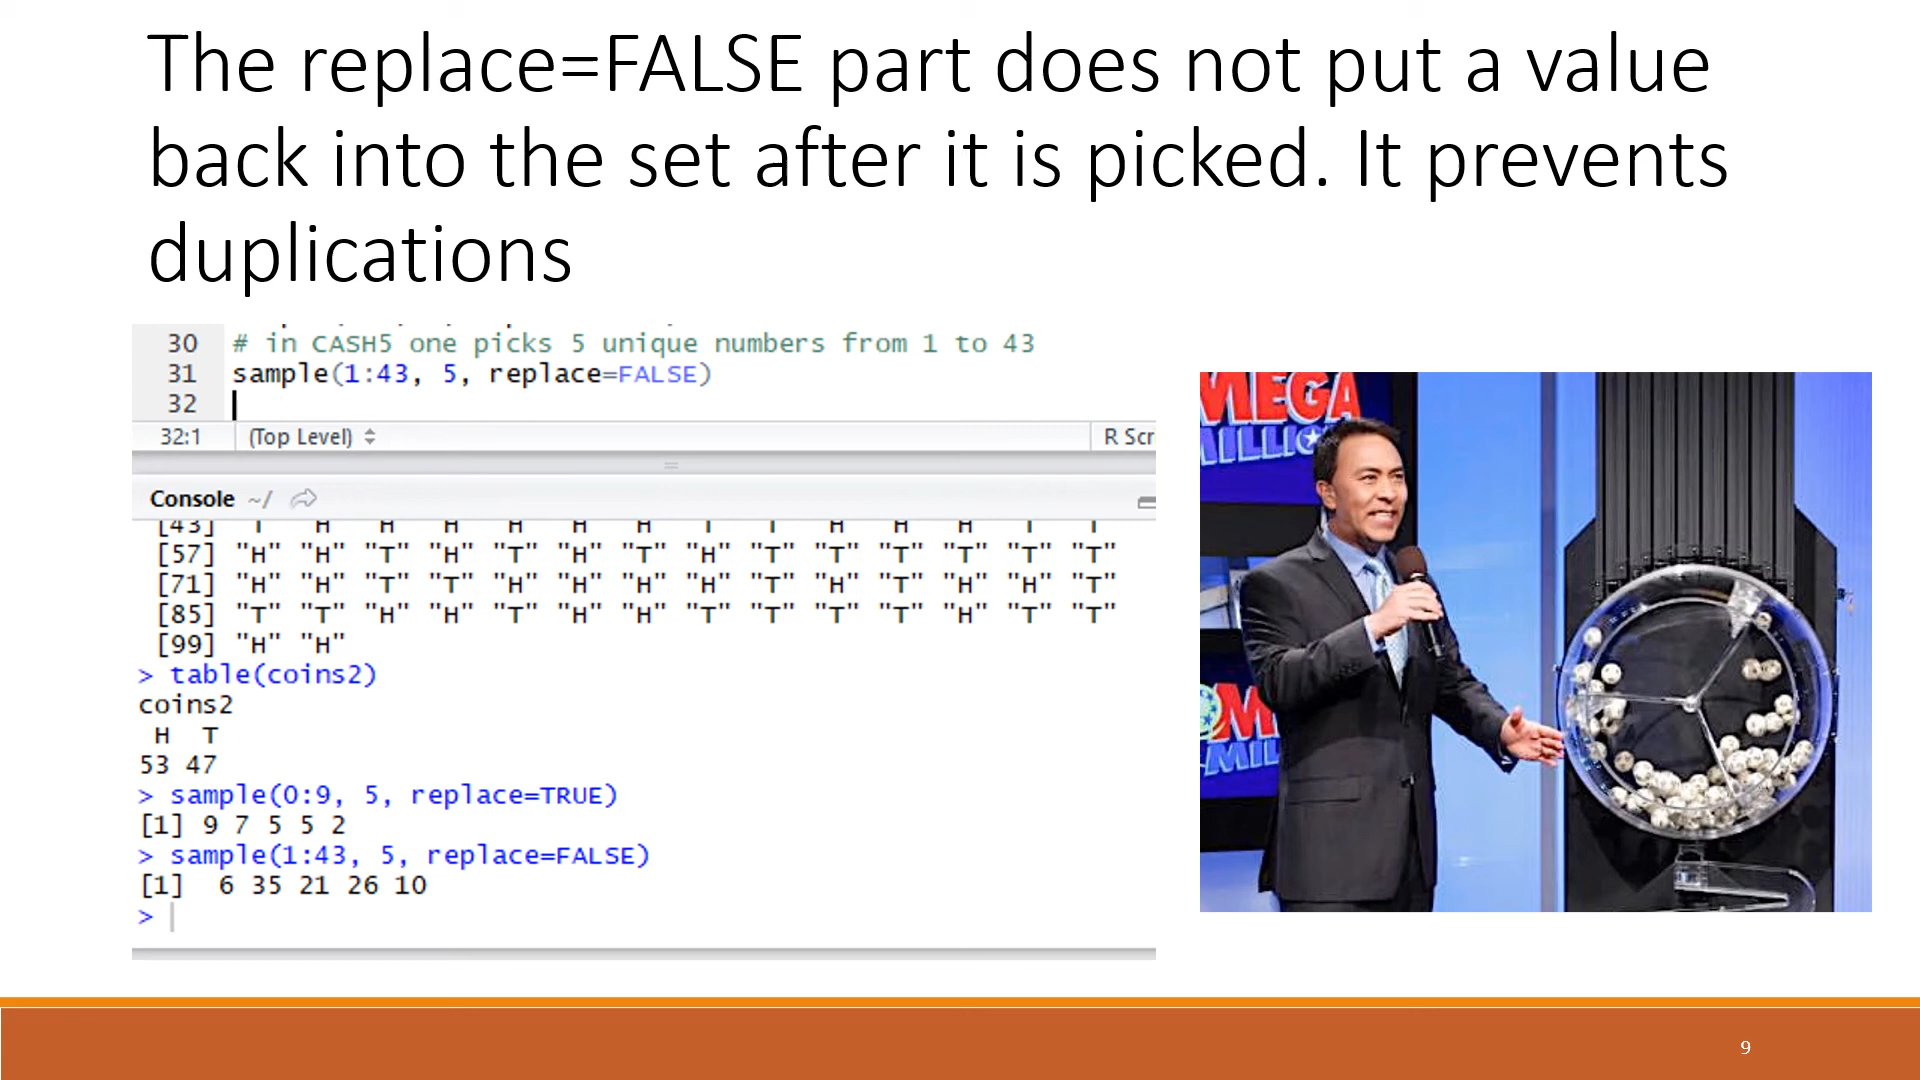 The replace=FALSE part does not put a value
back into the set after it is picked. It prevents
duplications
30 # in CASH5 one picks 5 unique numbers from 1 to 43
31 sample(1:43, 5, replace=FALSE)
32
32:1 (Top Level) R Scr
Console ~/
[43] T H H H H H H T T H H H T T
[57] "H" "H" "T" "H" "T" "H" "T" "H" "T" "T" "T" "T" "T" "T"
[71] "H" "H" "T" "T" "H" "H" "H" "H" "T" "H" "T" "H" "H" "T"
[85] "T" "T" "H" "H" "T" "H" "H" "T" "T" "T" "T" "H" "T" "T"
[99] "H" "H"
> table(coins2)
coins2
H T
53 47
> sample(0:9, 5, replace=TRUE)
[1] 9 7 5 5 2
> sample(1:43, 5, replace=FALSE)
[1] 6 35 21 26 10
>
MEGA
MILLI
M
MIL
9